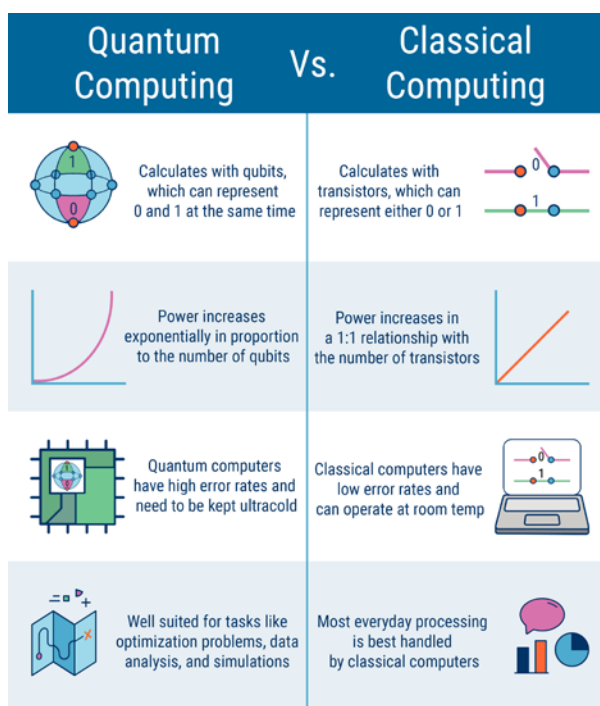 Quantum
Computing
Vs.
Classical
Computing
1
0
Calculates with qubits,
which can represent
0 and 1 at the same time
Calculates with
transistors, which can
represent either 0 or 1
0
1
Power increases
exponentially in proportion
to the number of qubits
Power increases in
a 1:1 relationship with
the number of transistors
Quantum computers
have high error rates and
need to be kept ultracold
Classical computers have
low error rates and
can operate at room temp
0
1
Well suited for tasks like
optimization problems, data
analysis, and simulations
Most everyday processing
is best handled
by classical computers